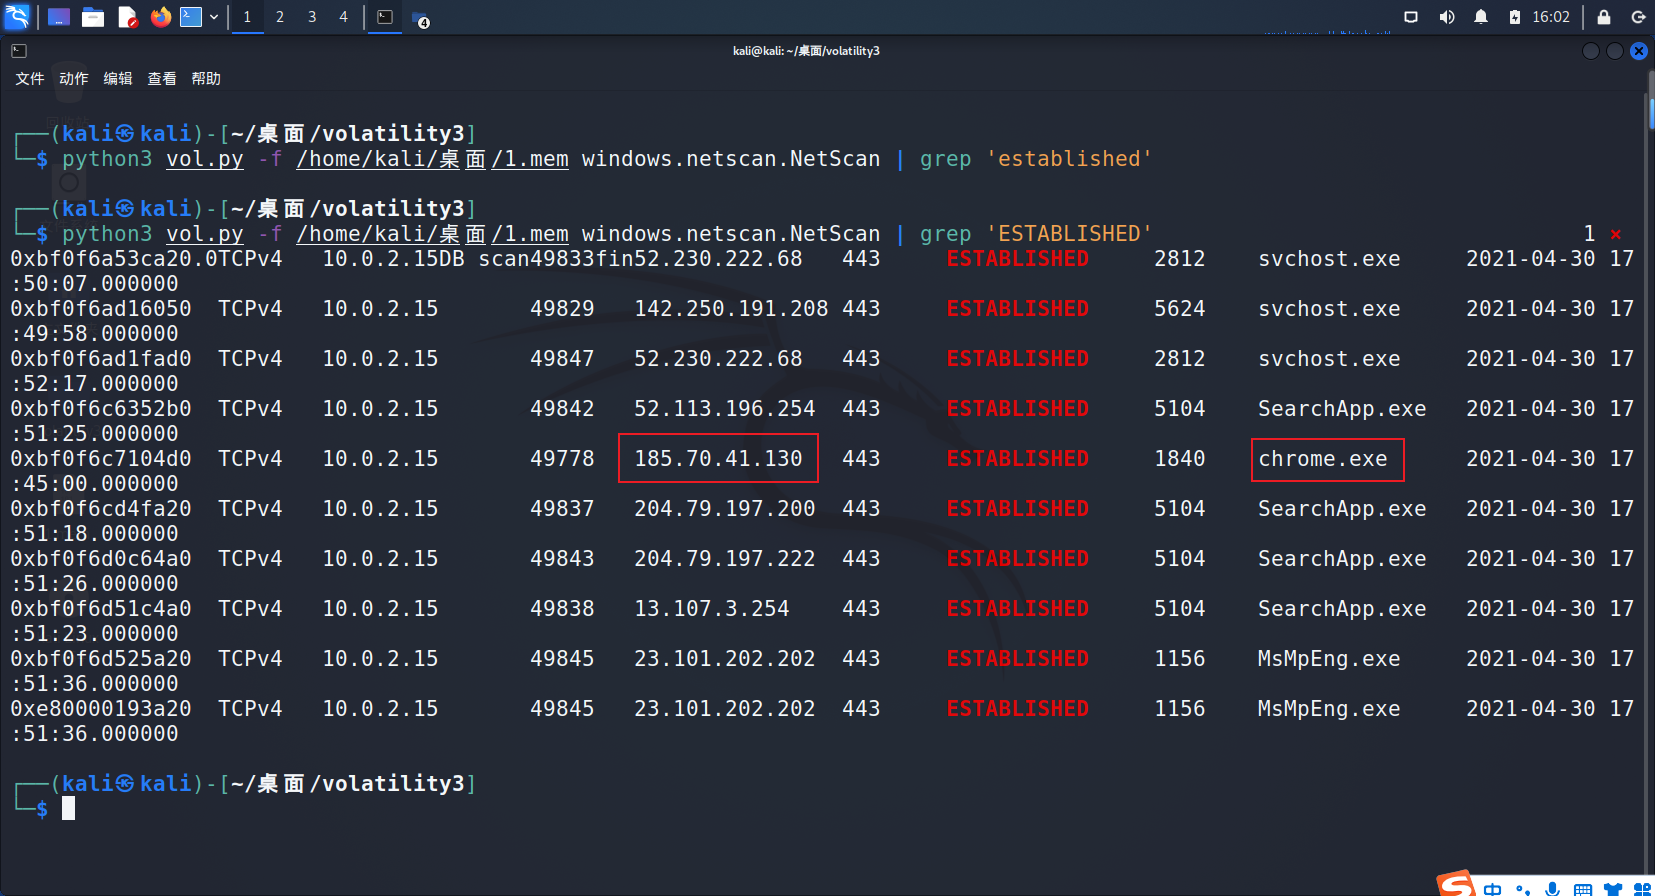 1 2 3 4 4 16:02
kali@kali: ~/桌面/volatility3
文件 动作 编辑 查看 帮助
┌──(kali㉿kali)-[~/桌面/volatility3]
└─$ python3 vol.py -f /home/kali/桌面/1.mem windows.netscan.NetScan | grep 'established'
┌──(kali㉿kali)-[~/桌面/volatility3]
└─$ python3 vol.py -f /home/kali/桌面/1.mem windows.netscan.NetScan | grep 'ESTABLISHED' 1 ⨯
0xbf0f6a53ca20.0TCPv4 10.0.2.15DB scan49833fin52.230.222.68 443 ESTABLISHED 2812 svchost.exe 2021-04-30 17
:50:07.000000
0xbf0f6ad16050 TCPv4 10.0.2.15 49829 142.250.191.208 443 ESTABLISHED 5624 svchost.exe 2021-04-30 17
:49:58.000000
0xbf0f6ad1fad0 TCPv4 10.0.2.15 49847 52.230.222.68 443 ESTABLISHED 2812 svchost.exe 2021-04-30 17
:52:17.000000
0xbf0f6c6352b0 TCPv4 10.0.2.15 49842 52.113.196.254 443 ESTABLISHED 5104 SearchApp.exe 2021-04-30 17
:51:25.000000
0xbf0f6c7104d0 TCPv4 10.0.2.15 49778 185.70.41.130 443 ESTABLISHED 1840 chrome.exe 2021-04-30 17
:45:00.000000
0xbf0f6cd4fa20 TCPv4 10.0.2.15 49837 204.79.197.200 443 ESTABLISHED 5104 SearchApp.exe 2021-04-30 17
:51:18.000000
0xbf0f6d0c64a0 TCPv4 10.0.2.15 49843 204.79.197.222 443 ESTABLISHED 5104 SearchApp.exe 2021-04-30 17
:51:26.000000
0xbf0f6d51c4a0 TCPv4 10.0.2.15 49838 13.107.3.254 443 ESTABLISHED 5104 SearchApp.exe 2021-04-30 17
:51:23.000000
0xbf0f6d525a20 TCPv4 10.0.2.15 49845 23.101.202.202 443 ESTABLISHED 1156 MsMpEng.exe 2021-04-30 17
:51:36.000000
0xe80000193a20 TCPv4 10.0.2.15 49845 23.101.202.202 443 ESTABLISHED 1156 MsMpEng.exe 2021-04-30 17
:51:36.000000
┌──(kali㉿kali)-[~/桌面/volatility3]
└─$
中